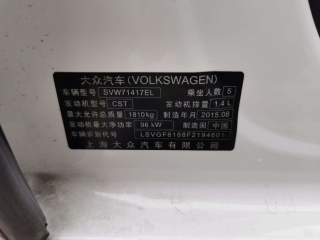 大众汽车(VOLKSWAGEN)
车辆型号 SVW71417EL 乘坐人数 5
发动机型号 CST 发动机排量 1.4 L
最大允许总质量 1810kg 制造年月 2015.08
发动机最大净功率 96 kW 制造国 中国
车辆识别代号 LSVGF6188F2194601
上海大众汽车有限公司